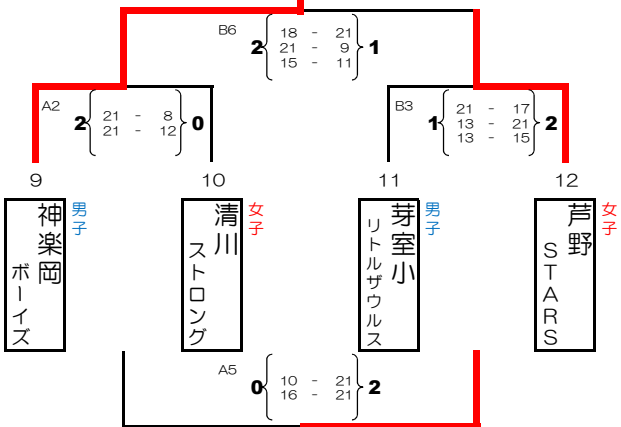 B6
2 18 - 21 1
21 - 9
15 - 11
A2
2 21 - 8 0
21 - 12
B3
1 21 - 17 2
13 - 21
13 - 15
9
神楽岡
ボーイズ
男子
10
清川
ストロング
女子
11
芽室小
リトルザウルス
男子
12
芦野
STARS
女子
A5
0 10 - 21 2
16 - 21